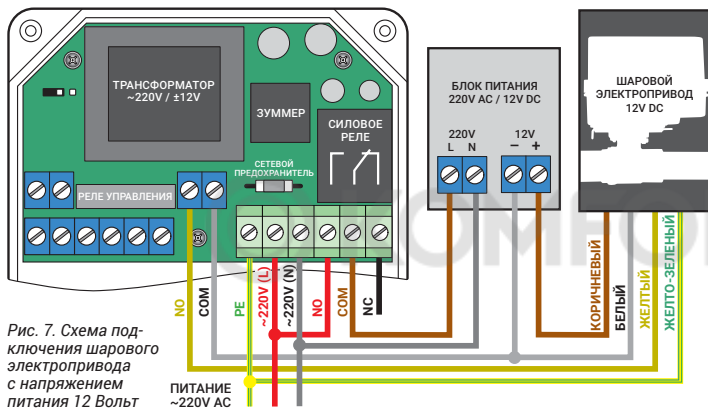 ТРАНСФОРМАТОР
~220V / ±12V
ЗУММЕР
СИЛОВОЕ
РЕЛЕ
СЕТЕВОЙ
ПРЕДОХРАНИТЕЛЬ
РЕЛЕ УПРАВЛЕНИЯ
БЛОК ПИТАНИЯ
220V AC / 12V DC
220V
L N
12V
− +
ШАРОВОЙ
ЭЛЕКТРОПРИВОД
12V DC
NO
COM
PE
~220V (L)
~220V (N)
NO
COM
NC
КОРИЧНЕВЫЙ
БЕЛЫЙ
ЖЕЛТЫЙ
ЖЕЛТО-ЗЕЛЕНЫЙ
KOMFO
Рис. 7. Схема под-
ключения шарового
электропривода
с напряжением
питания 12 Вольт
ПИТАНИЕ
~220V AC